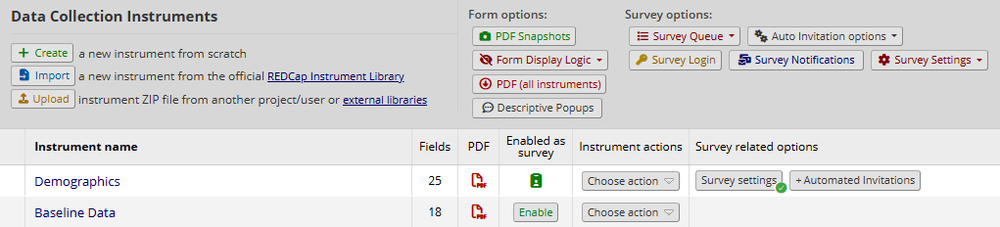 Data Collection Instruments
+ Create a new instrument from scratch
Import a new instrument from the official REDCap Instrument Library
Upload instrument ZIP file from another project/user or external libraries
Form options:
PDF Snapshots
Form Display Logic
PDF (all instruments)
Descriptive Popups
Survey options:
Survey Queue Auto Invitation options
Survey Login Survey Notifications Survey Settings
Instrument name Fields PDF Enabled as survey Instrument actions Survey related options
Demographics 25 PDF Choose action Survey settings + Automated Invitations
Baseline Data 18 PDF Enable Choose action